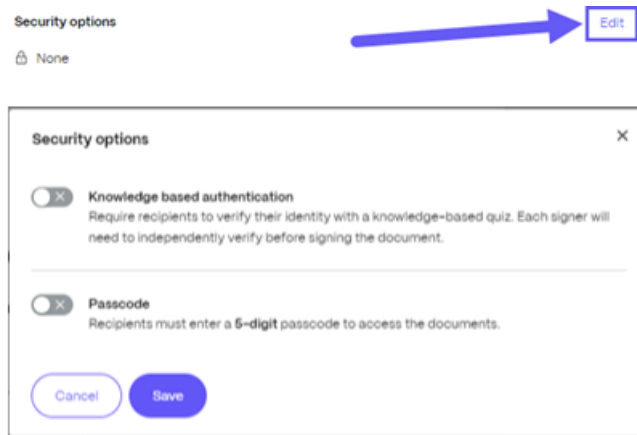 Security options
Edit
None
Security options
Knowledge based authentication
Require recipients to verify their identity with a knowledge-based quiz. Each signer will
need to independently verify before signing the document.
Passcode
Recipients must enter a 5-digit passcode to access the documents.
Cancel
Save